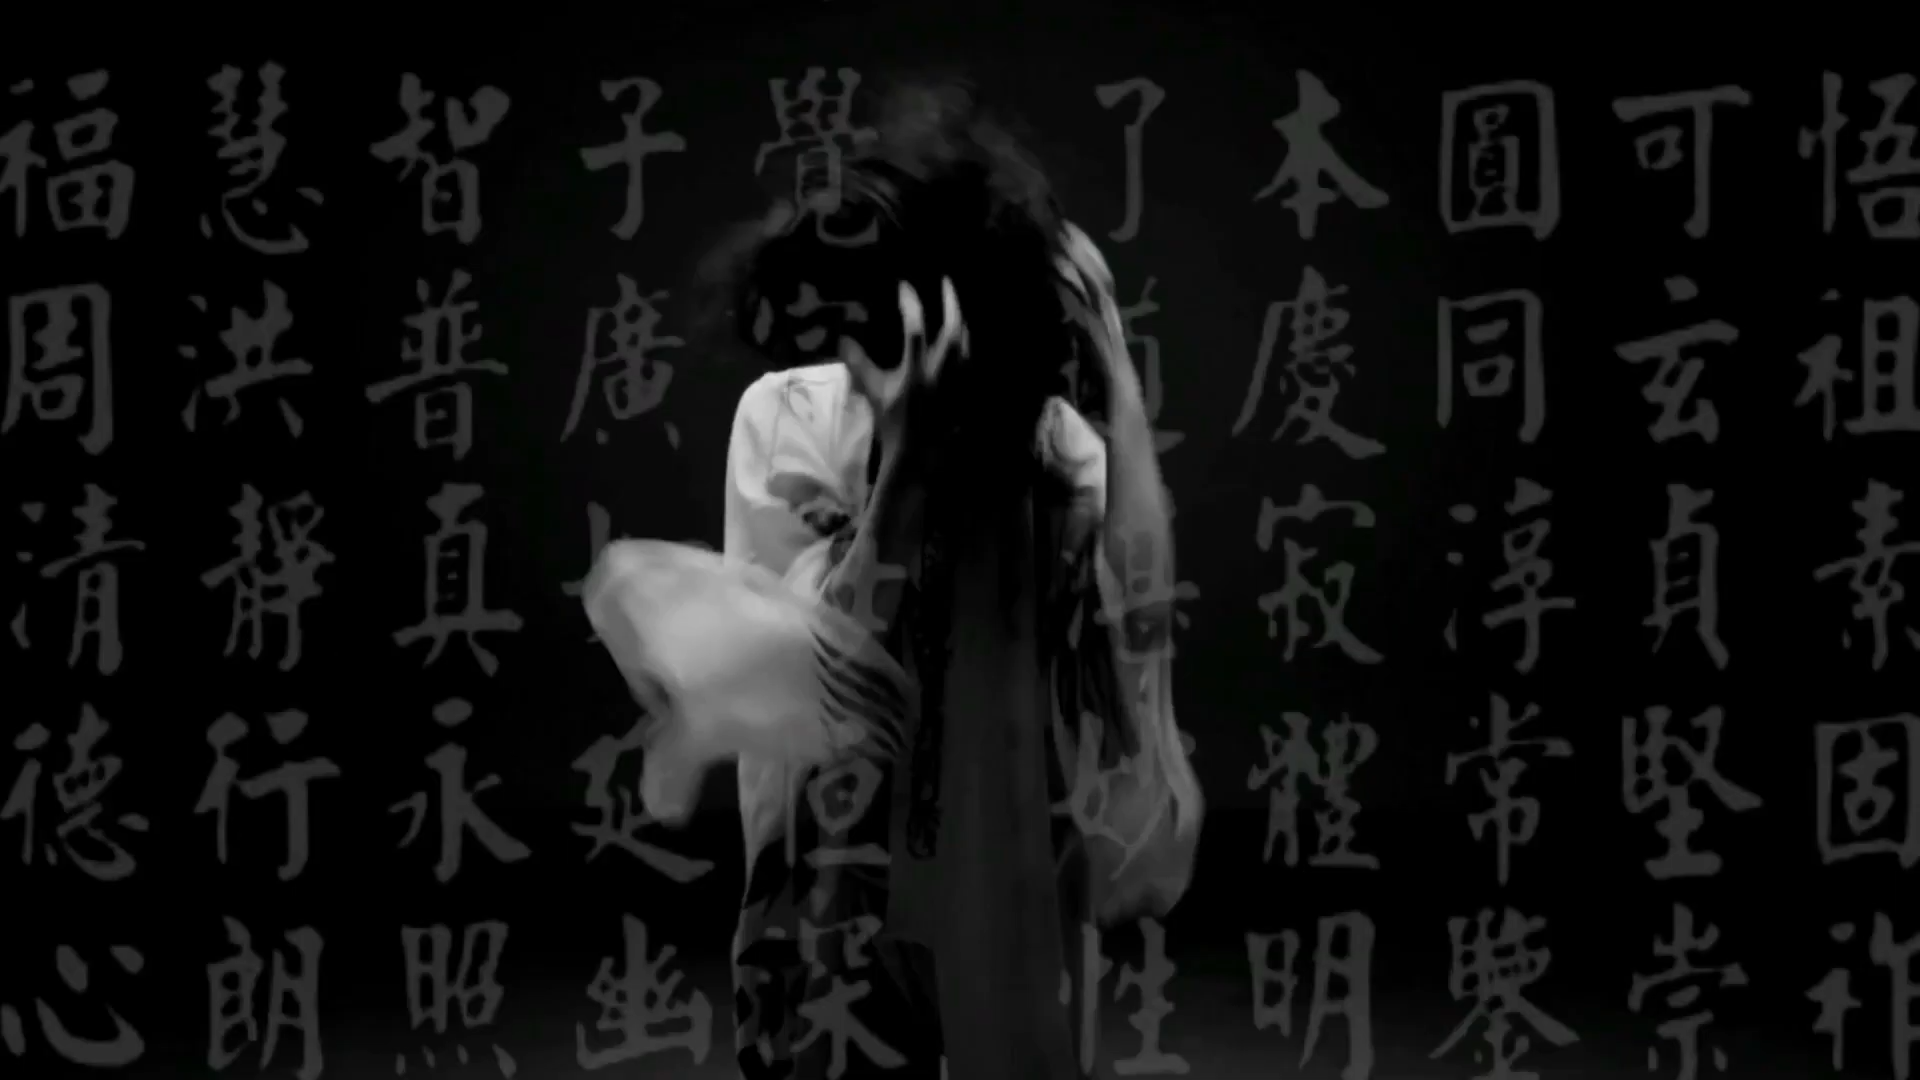 福慧智子覺了本圓可悟
周洪普廣道慶同玄祖
清靜真寂淳貞素
德行永延妙體常堅固
心朗照幽深性明鑒崇祚